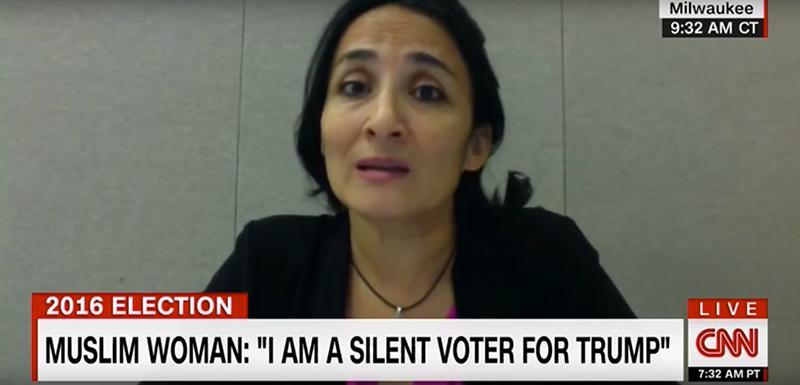 Milwaukee
9:32 AM CT
2016 ELECTION
LIVE
MUSLIM WOMAN: "I AM A SILENT VOTER FOR TRUMP"
CNN
7:32 AM PT